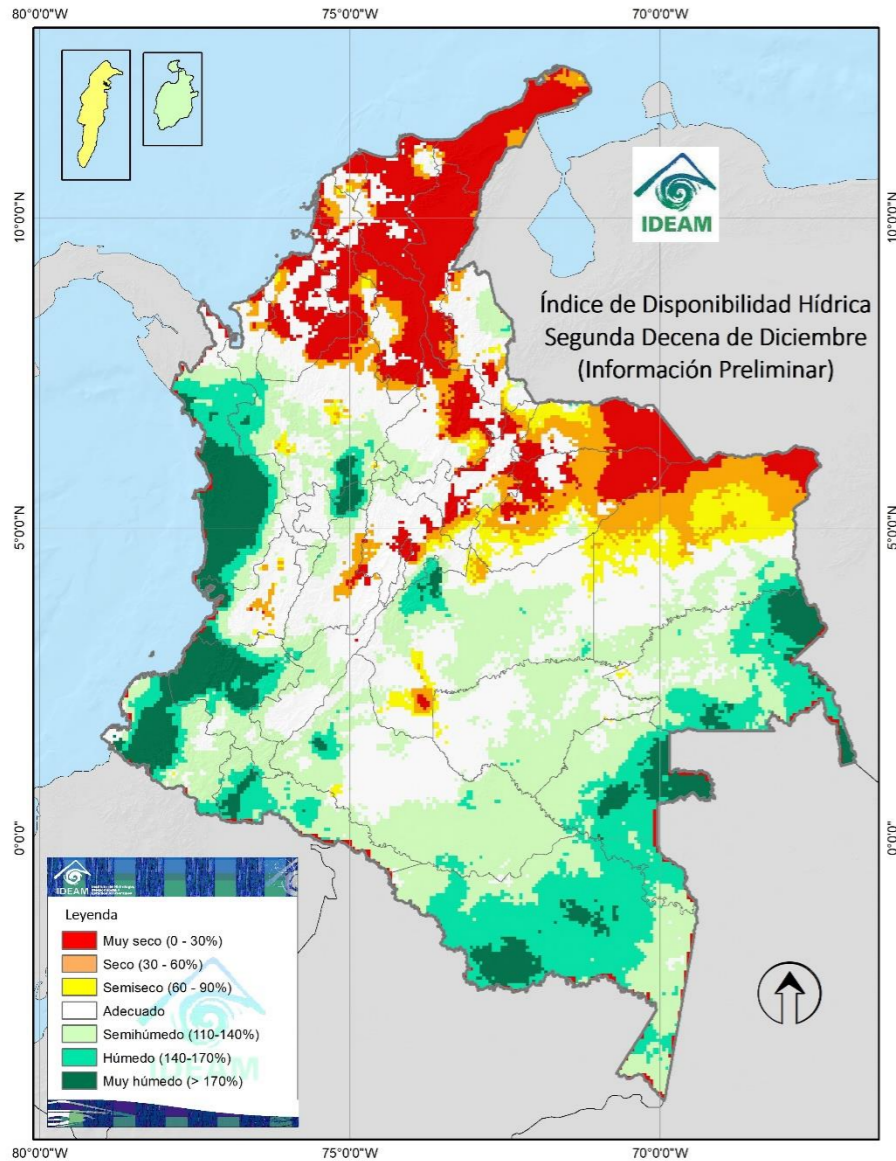 80°0'0"W 75°0'0"W 70°0'0"W
10°0'0"N 10°0'0"N
IDEAM
Índice de Disponibilidad Hídrica
Segunda Decena de Diciembre
(Información Preliminar)
5°0'0"N 5°0'0"N
0°0'0" 0°0'0"
IDEAM
Leyenda
Muy seco (0 - 30%)
Seco (30 - 60%)
Semiseco (60 - 90%)
Adecuado
Semihúmedo (110-140%)
Húmedo (140-170%)
Muy húmedo (> 170%)
IDEAM
80°0'0"W 75°0'0"W 70°0'0"W